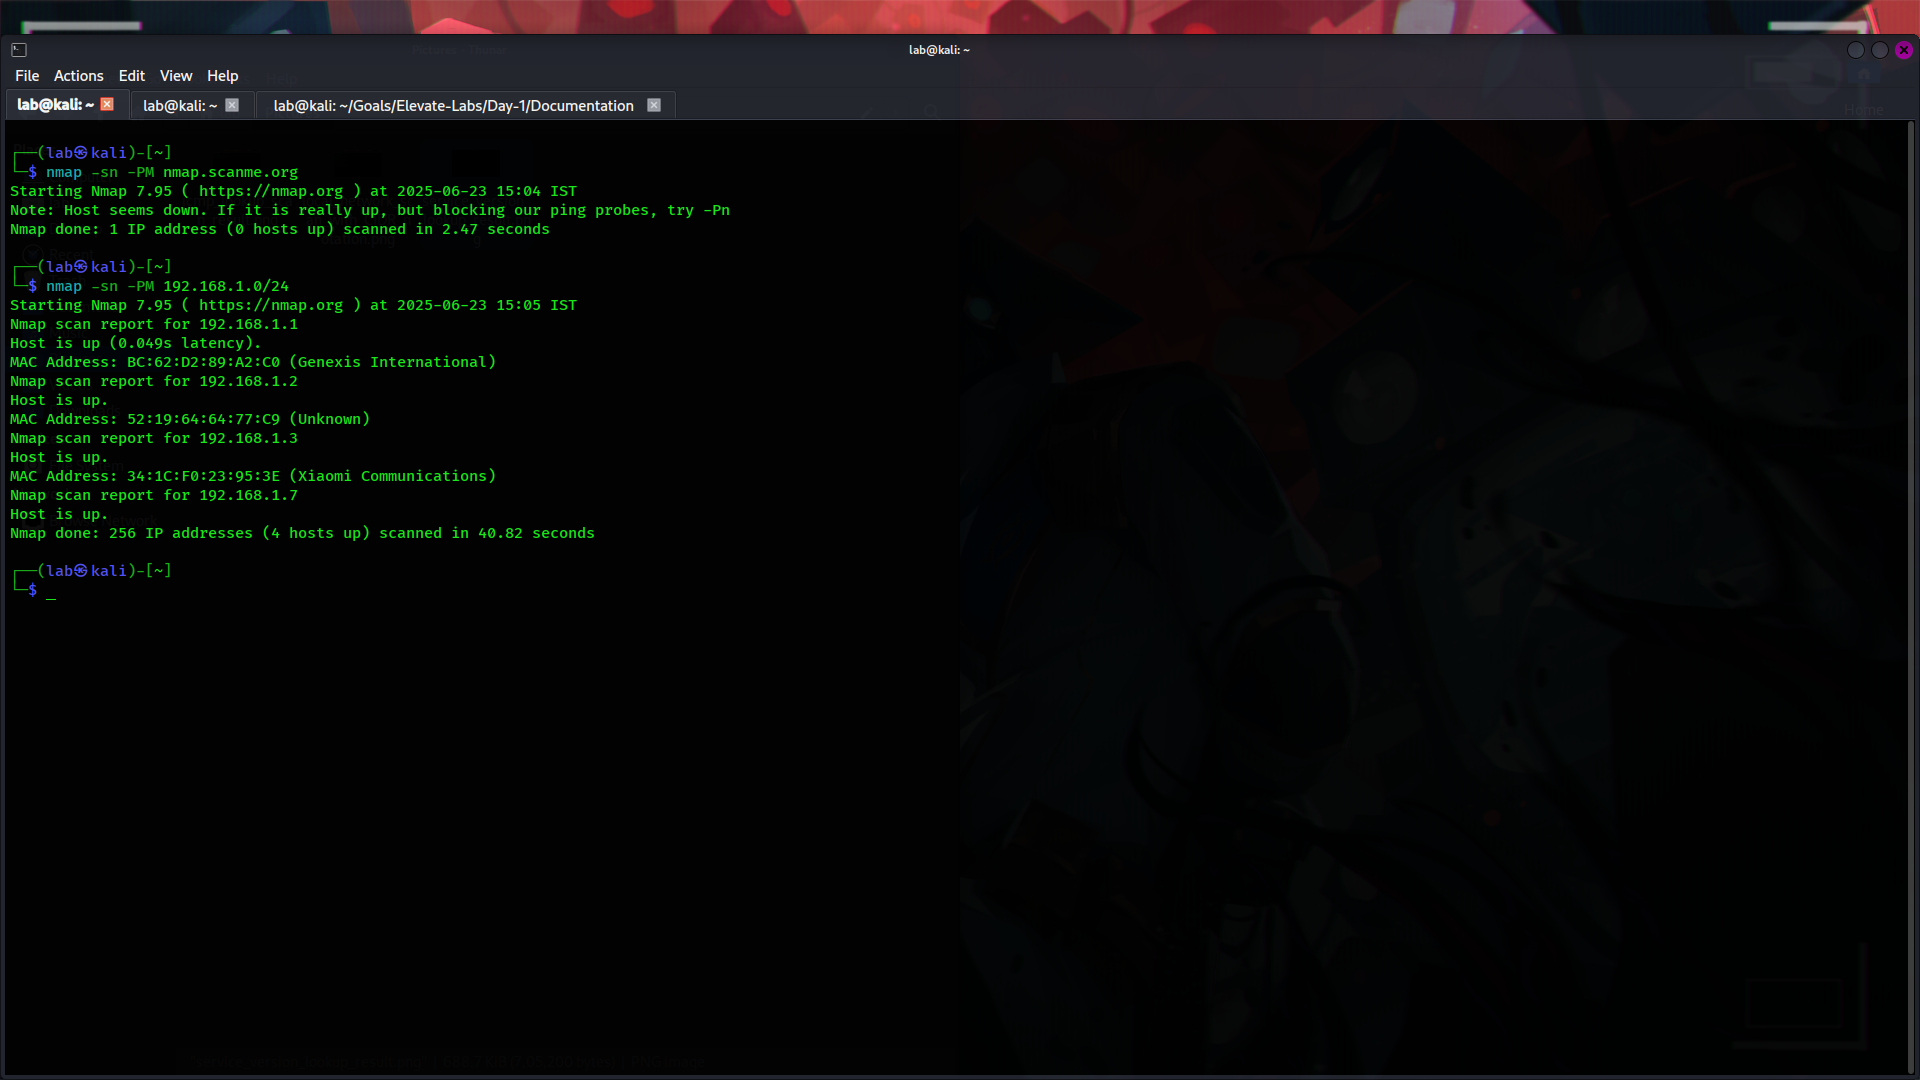 lab@kali: ~
File Actions Edit View Help
lab@kali: ~ lab@kali: ~ lab@kali: ~/Goals/Elevate-Labs/Day-1/Documentation
Home
┌──(lab㉿kali)-[~]
└─$ nmap -sn -PM nmap.scanme.org
Starting Nmap 7.95 ( https://nmap.org ) at 2025-06-23 15:04 IST
Note: Host seems down. If it is really up, but blocking our ping probes, try -Pn
Nmap done: 1 IP address (0 hosts up) scanned in 2.47 seconds
┌──(lab㉿kali)-[~]
└─$ nmap -sn -PM 192.168.1.0/24
Starting Nmap 7.95 ( https://nmap.org ) at 2025-06-23 15:05 IST
Nmap scan report for 192.168.1.1
Host is up (0.049s latency).
MAC Address: BC:62:D2:89:A2:C0 (Genexis International)
Nmap scan report for 192.168.1.2
Host is up.
MAC Address: 52:19:64:64:77:C9 (Unknown)
Nmap scan report for 192.168.1.3
Host is up.
MAC Address: 34:1C:F0:23:95:3E (Xiaomi Communications)
Nmap scan report for 192.168.1.7
Host is up.
Nmap done: 256 IP addresses (4 hosts up) scanned in 40.82 seconds
┌──(lab㉿kali)-[~]
└─$ _